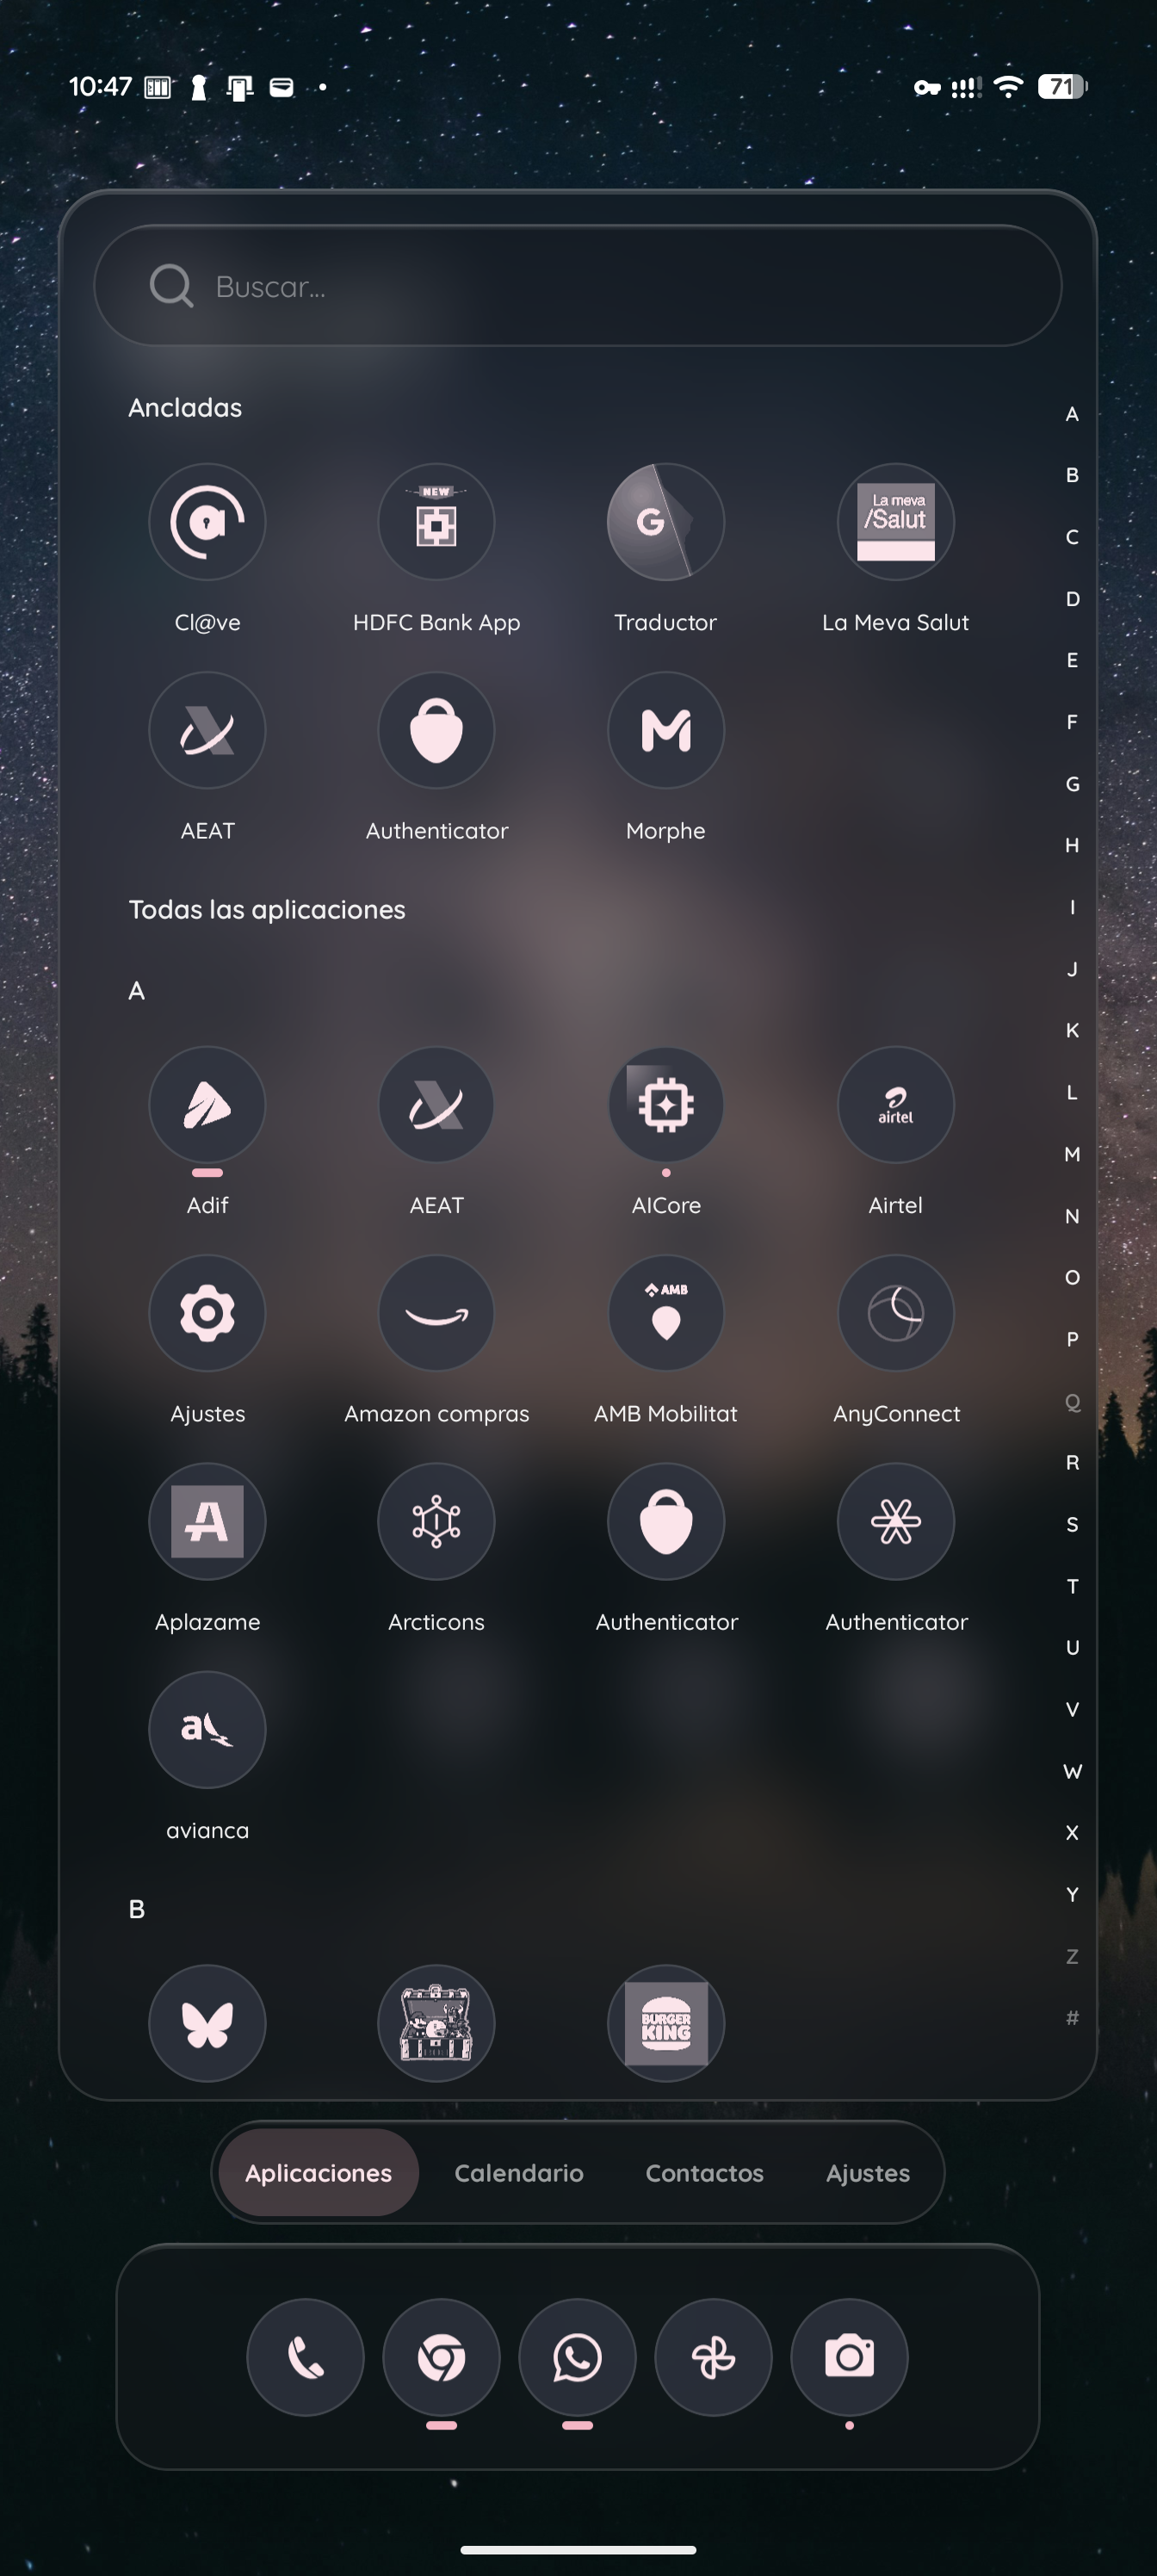 10:47
71
Buscar...
Ancladas
NEW
G
La meva
/Salut
Cl@ve
HDFC Bank App
Traductor
La Meva Salut
AEAT
Authenticator
Morphe
Todas las aplicaciones
A
airtel
Adif
AEAT
AICore
Airtel
AMB
Ajustes
Amazon compras
AMB Mobilitat
AnyConnect
A
Aplazame
Arcticons
Authenticator
Authenticator
a
avianca
B
BURGER
KING
A
B
C
D
E
F
G
H
I
J
K
L
M
N
O
P
Q
R
S
T
U
V
W
X
Y
Z
#
Aplicaciones
Calendario
Contactos
Ajustes